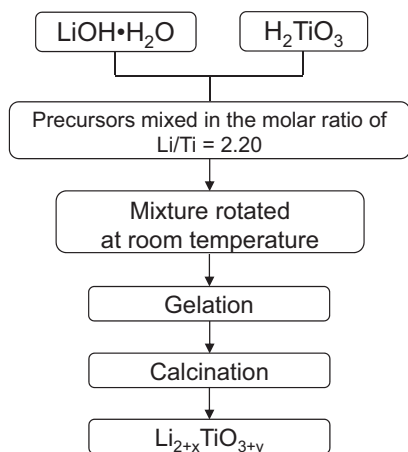 LiOH•H₂O
H₂TiO₃
Precursors mixed in the molar ratio of
Li/Ti = 2.20
Mixture rotated
at room temperature
Gelation
Calcination
Li₂₊ₓTiO₃₊ᵧ